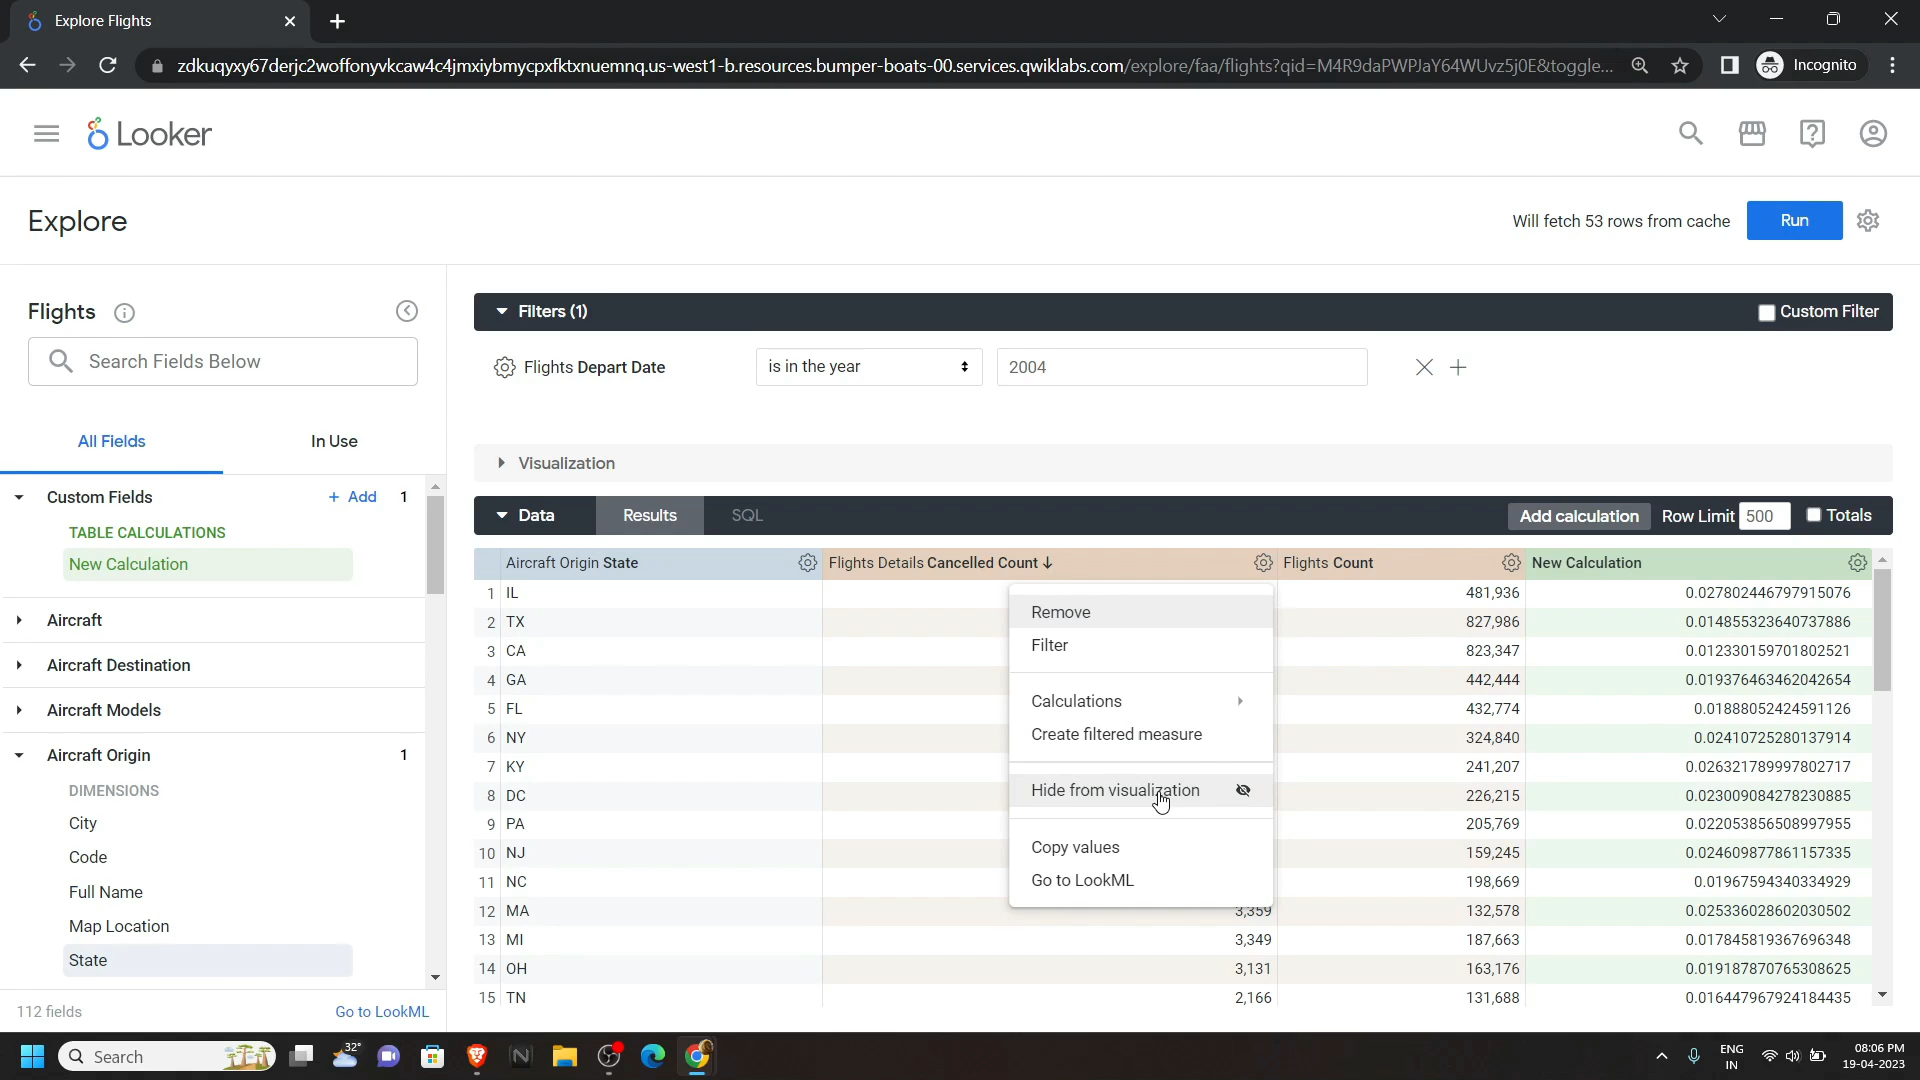 Explore Flights
zdkuqyxy67derjc2woffonyvkcaw4c4jmxiybmycpxfktxnuemnq.us-west1-b.resources.bumper-boats-00.services.qwiklabs.com/explore/faa/flights?qid=M4R9daPWPJaY64WUvz5j0E&toggle...
Incognito
Looker
Explore
Will fetch 53 rows from cache
Run
Flights
Search Fields Below
All Fields
In Use
Custom Fields
+ Add 1
TABLE CALCULATIONS
New Calculation
Aircraft
Aircraft Destination
Aircraft Models
Aircraft Origin 1
DIMENSIONS
City
Code
Full Name
Map Location
State
112 fields
Go to LookML
Filters (1)
Custom Filter
Flights Depart Date
is in the year
2004
Visualization
Data
Results
SQL
Add calculation
Row Limit 500
Totals
Aircraft Origin State
Flights Details Cancelled Count ↓
Flights Count
New Calculation
1 IL 481,936 0.027802446797915076
2 TX 827,986 0.014855323640737886
3 CA 823,347 0.012330159701802521
4 GA 442,444 0.019376463462042654
5 FL 432,774 0.01888052424591126
6 NY 324,840 0.02410725280137914
7 KY 241,207 0.026321789997802717
8 DC 226,215 0.023009084278230885
9 PA 205,769 0.022053856508997955
10 NJ 159,245 0.024609877861157335
11 NC 198,669 0.01967594340334929
12 MA 3,359 132,578 0.025336028602030502
13 MI 3,349 187,663 0.017845819367696348
14 OH 3,131 163,176 0.019187870765308625
15 TN 2,166 131,688 0.016447967924184435
Remove
Filter
Calculations
Create filtered measure
Hide from visualization
Copy values
Go to LookML
Search
32°
ENG
IN
08:06 PM
19-04-2023